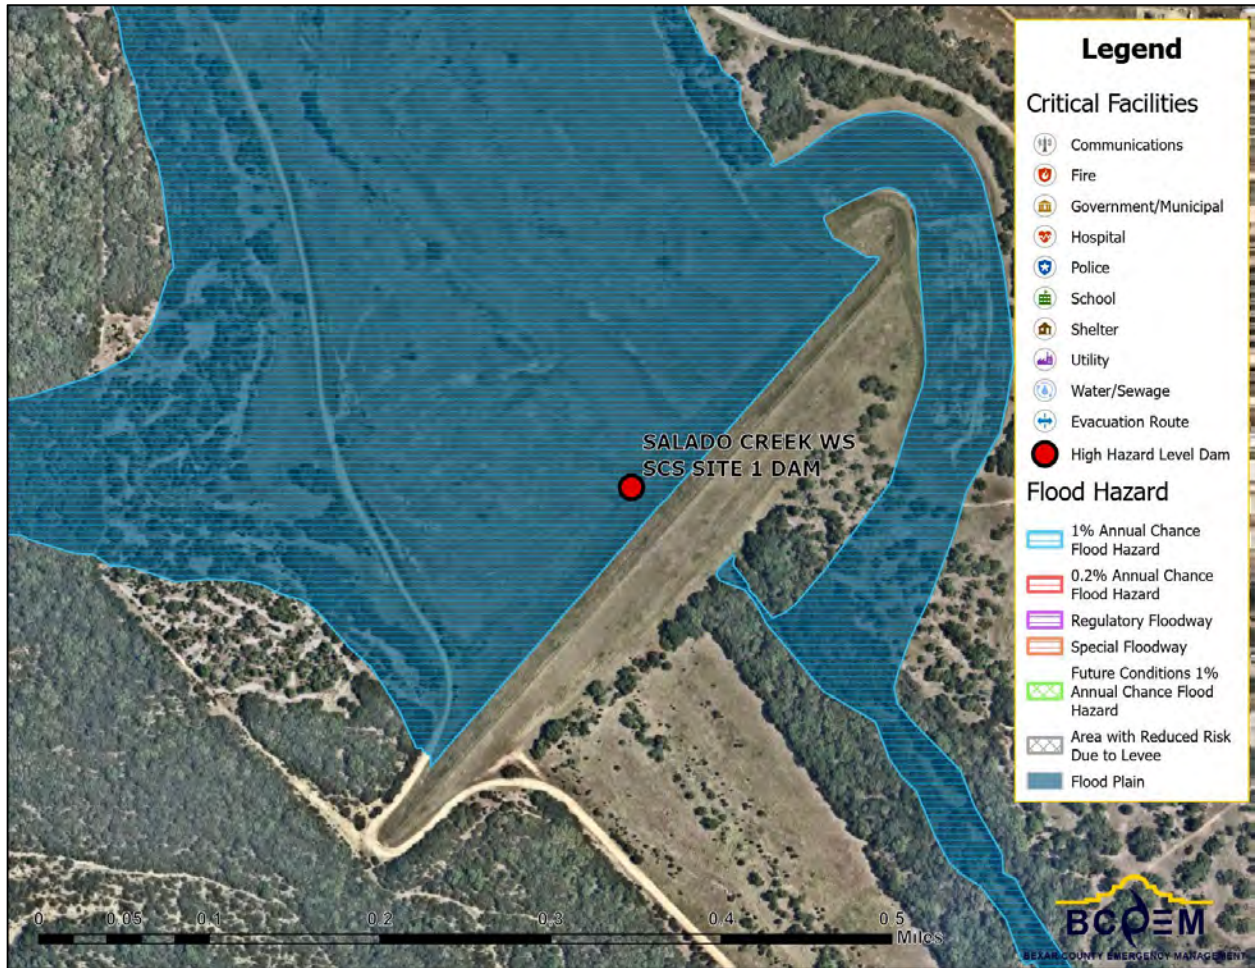 Legend
Critical Facilities
Communications
Fire
Government/Municipal
Hospital
Police
School
Shelter
Utility
Water/Sewage
Evacuation Route
High Hazard Level Dam
Flood Hazard
1% Annual Chance
Flood Hazard
0.2% Annual Chance
Flood Hazard
Regulatory Floodway
Special Floodway
Future Conditions 1%
Annual Chance Flood
Hazard
Area with Reduced Risk
Due to Levee
Flood Plain
SALADO CREEK WS
SCS SITE 1 DAM
0 0.05 0.1 0.2 0.3 0.4 0.5
Miles
BCOEM
BEXAR COUNTY EMERGENCY MANAGEMENT